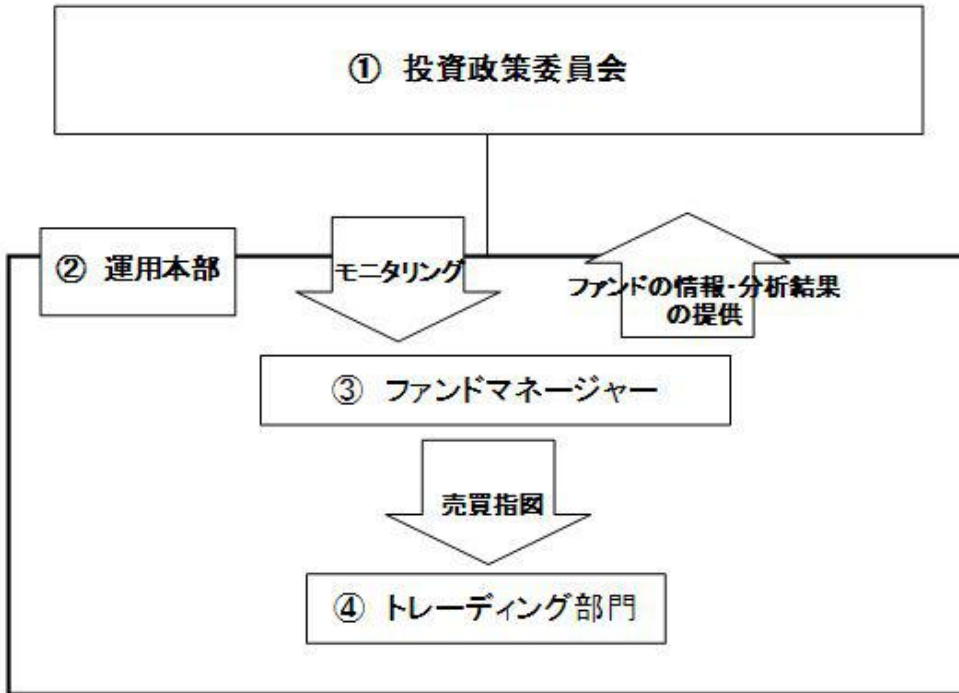 ① 投資政策委員会
② 運用本部
モニタリング
ファンドの情報・分析結果
の提供
③ ファンドマネージャー
売買指図
④ トレーディング部門